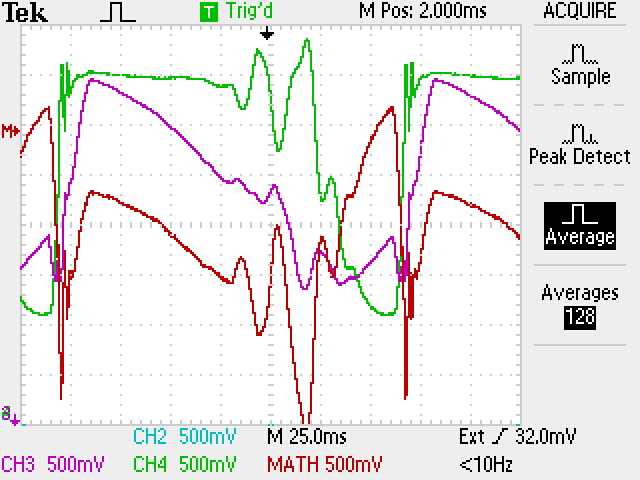 Tek T Trig'd M Pos: 2.000ms ACQUIRE
Sample
M
Peak Detect
Average
Averages
128
CH2 500mV M 25.0ms Ext 32.0mV
CH3 500mV CH4 500mV MATH 500mV <10Hz